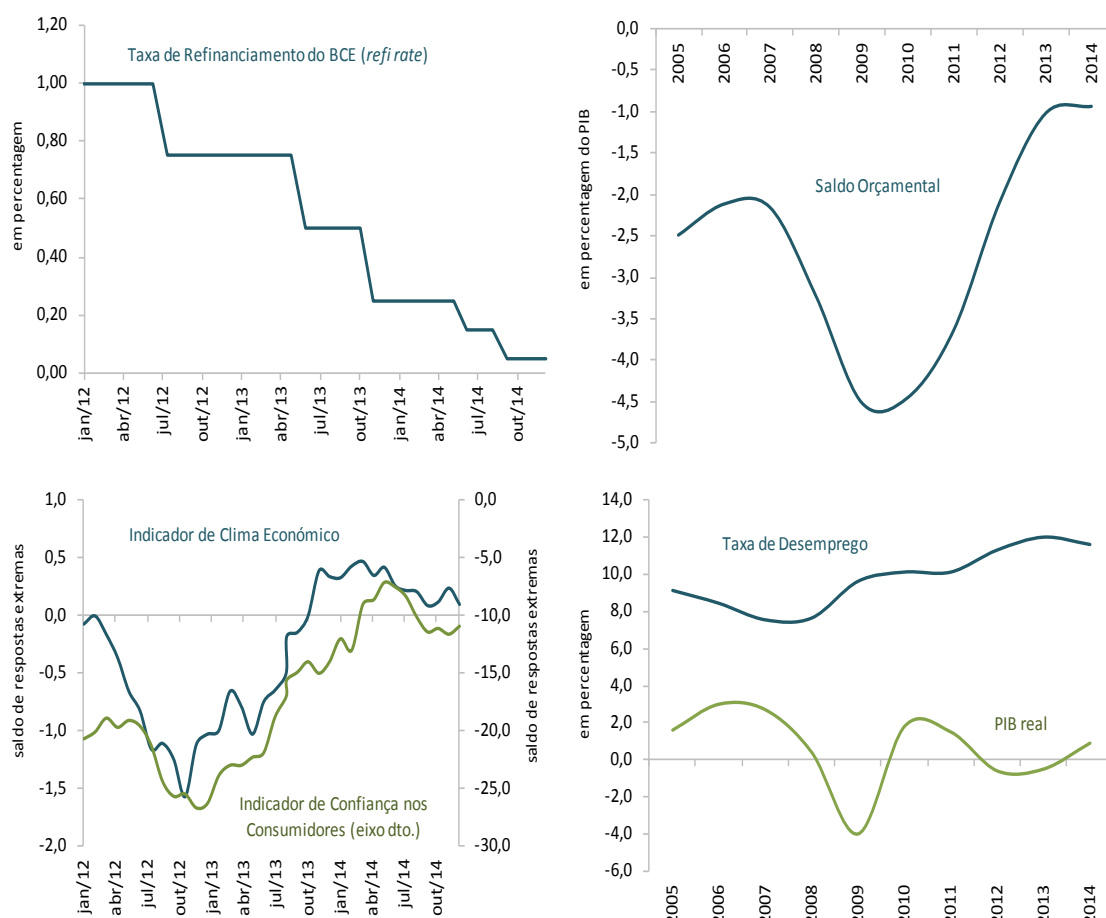 1,20
1,00
0,80
0,60
0,40
0,20
0,00
em percentagem
Taxa de Refinanciamento do BCE (refi rate)
jan/12
abr/12
jul/12
out/12
jan/13
abr/13
jul/13
out/13
jan/14
abr/14
jul/14
out/14
0,0
-0,5
-1,0
-1,5
-2,0
-2,5
-3,0
-3,5
-4,0
-4,5
-5,0
em percentagem do PIB
2005
2006
2007
2008
2009
2010
2011
2012
2013
2014
Saldo Orçamental
1,0
0,5
0,0
-0,5
-1,0
-1,5
-2,0
saldo de respostas extremas
Indicador de Clima Económico
Indicador de Confiança nos
Consumidores (eixo dto.)
0,0
-5,0
-10,0
-15,0
-20,0
-25,0
-30,0
saldo de respostas extremas
jan/12
abr/12
jul/12
out/12
jan/13
abr/13
jul/13
out/13
jan/14
abr/14
jul/14
out/14
14,0
12,0
10,0
8,0
6,0
4,0
2,0
0,0
-2,0
-4,0
-6,0
em percentagem
Taxa de Desemprego
PIB real
2005
2006
2007
2008
2009
2010
2011
2012
2013
2014